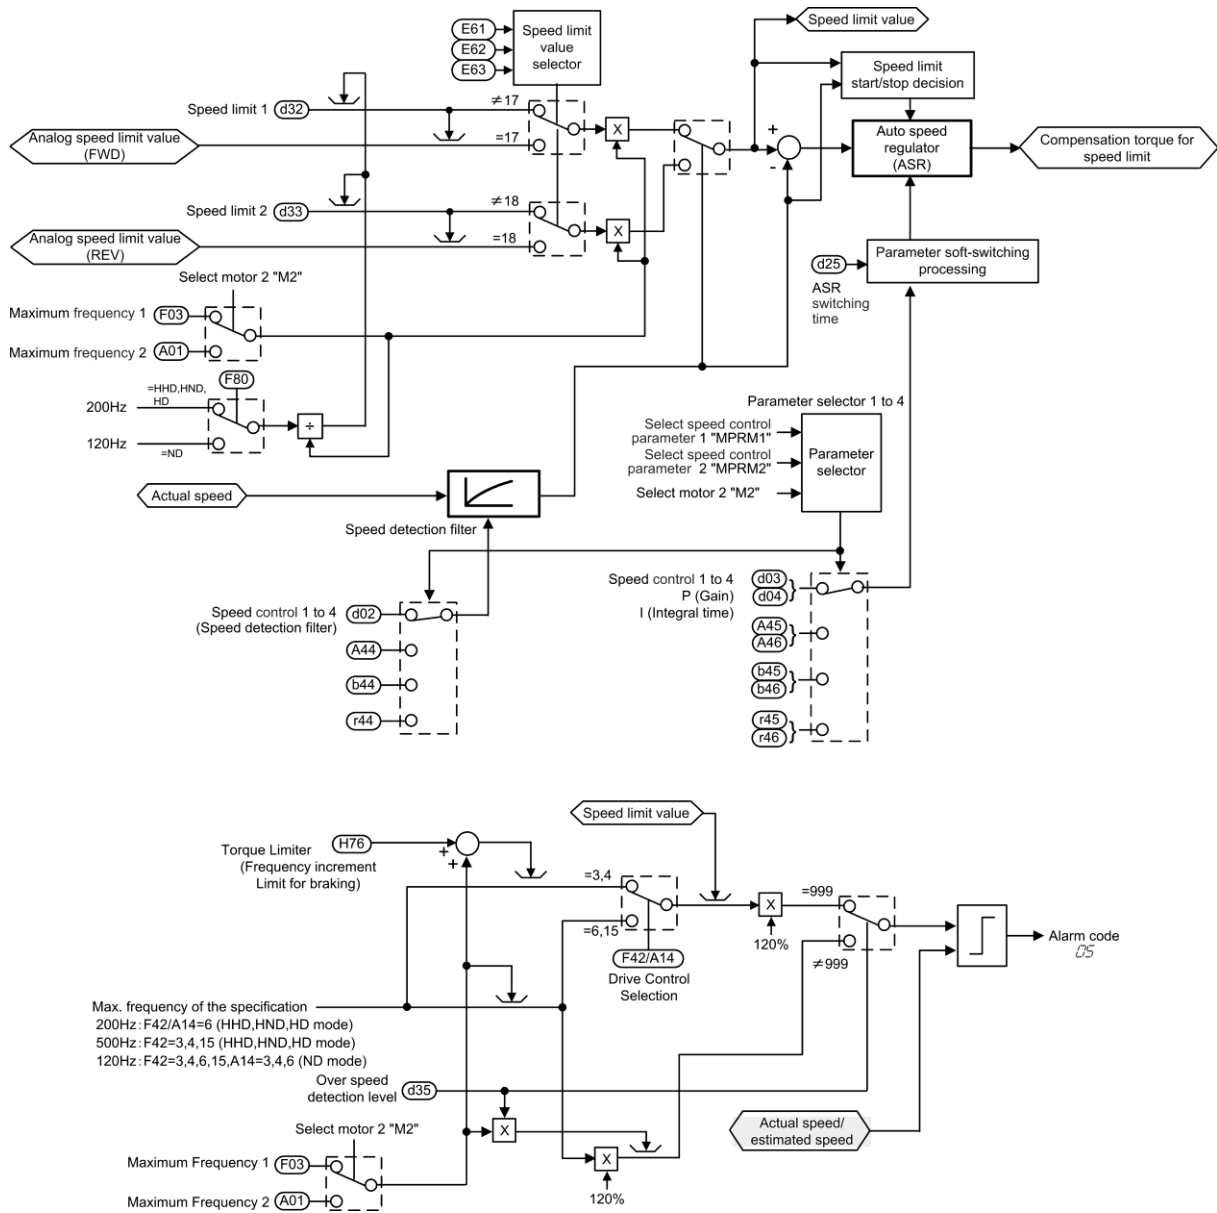 Speed limit value
E61
E62
E63
Speed limit
value
selector
Speed limit
start/stop decision
Speed limit 1
d32
≠17
=17
Analog speed limit value
(FWD)
X
+
-
Auto speed
regulator
(ASR)
Compensation torque for
speed limit
Speed limit 2
d33
≠18
=18
Analog speed limit value
(REV)
X
d25
ASR
switching
time
Parameter soft-switching
processing
Select motor 2 "M2"
Maximum frequency 1
F03
Maximum frequency 2
A01
F80
=HHD,HND,
HD
200Hz
120Hz
=ND
÷
Parameter selector 1 to 4
Select speed control
parameter 1 "MPRM1"
Select speed control
parameter 2 "MPRM2"
Select motor 2 "M2"
Parameter
selector
Actual speed
Speed detection filter
Speed control 1 to 4
(Speed detection filter)
d02
A44
b44
r44
Speed control 1 to 4
P (Gain)
I (Integral time)
d03
d04
}
A45
A46
}
b45
b46
}
r45
r46
}
Speed limit value
Torque Limiter
(Frequency increment
Limit for braking)
H76
+
+
=3,4
=6,15
F42/A14
Drive Control
Selection
X
120%
=999
≠999
Alarm code
OS
Max. frequency of the specification
200Hz : F42/A14=6 (HHD,HND,HD mode)
500Hz : F42=3,4,15 (HHD,HND,HD mode)
120Hz : F42=3,4,6,15,A14=3,4,6 (ND mode)
Over speed
detection level
d35
X
X
120%
Actual speed/
estimated speed
Select motor 2 "M2"
Maximum Frequency 1
F03
Maximum Frequency 2
A01